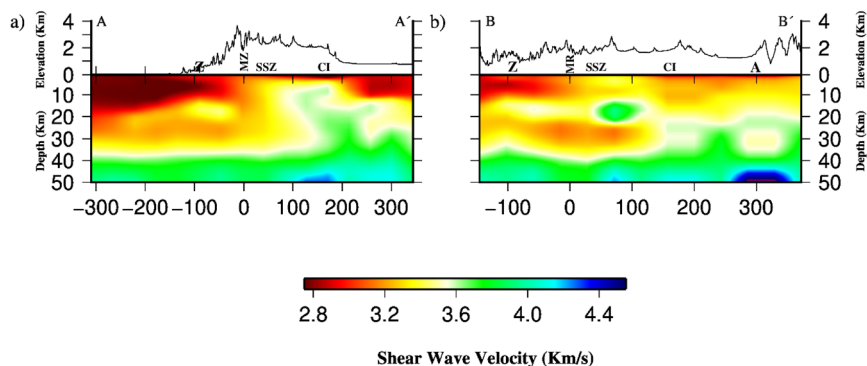 a)
A
A´
Elevation (Km)
4
2
0
Z
MZ
SSZ
CI
Depth (Km)
10
20
30
40
50
−300
−200
−100
0
100
200
300
b)
B
B´
4
2
0
Elevation (Km)
Z
MR
SSZ
CI
A
0
10
20
30
40
50
Depth (Km)
−100
0
100
200
300
2.8
3.2
3.6
4.0
4.4
Shear Wave Velocity (Km/s)